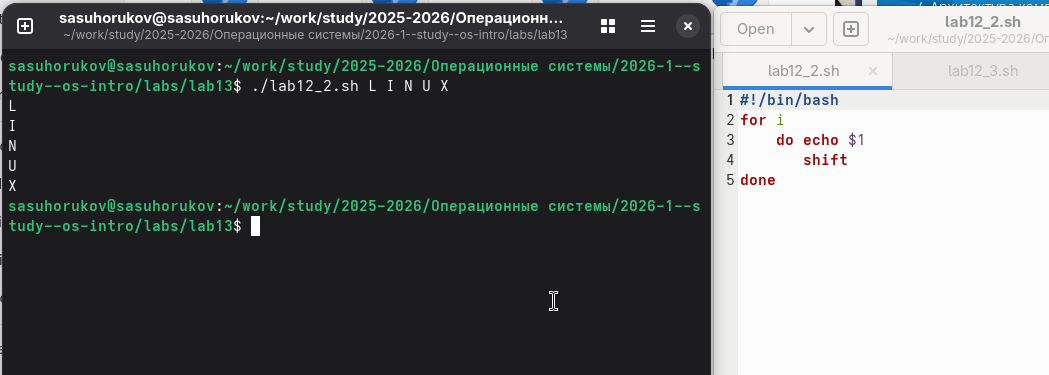 sasuhorukov@sasuhorukov:~/work/study/2025-2026/Операционн...
~/work/study/2025-2026/Операционные системы/2026-1--study--os-intro/labs/lab13
sasuhorukov@sasuhorukov:~/work/study/2025-2026/Операционные системы/2026-1--s
tudy--os-intro/labs/lab13$ ./lab12_2.sh L I N U X
L
I
N
U
X
sasuhorukov@sasuhorukov:~/work/study/2025-2026/Операционные системы/2026-1--s
tudy--os-intro/labs/lab13$
Open
lab12_2.sh
~/work/study/2025-2026/Оп
lab12_2.sh
lab12_3.sh
1 #!/bin/bash
2 for i
3     do echo $1
4        shift
5 done